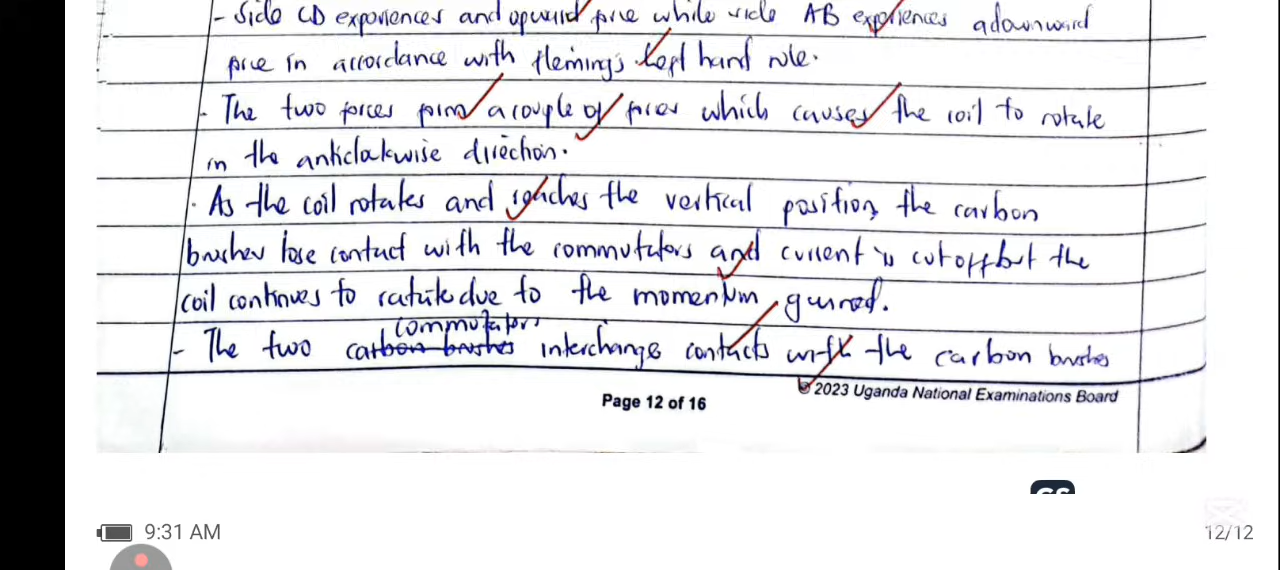 - Side CD experiences and upward force while side AB experiences a downward
force in accordance with flemings left hand rule.
- The two forces form a couple of forces which causes the coil to rotate
in the anticlockwise direction.
- As the coil rotates and reaches the vertical position, the carbon
brushes lose contact with the commutators and current is cut off but the
coil continues to rotate due to the momentum gained.
commutators
- The two carbon brushes interchange contacts with the carbon brushes
© 2023 Uganda National Examinations Board
Page 12 of 16
9:31 AM
12/12